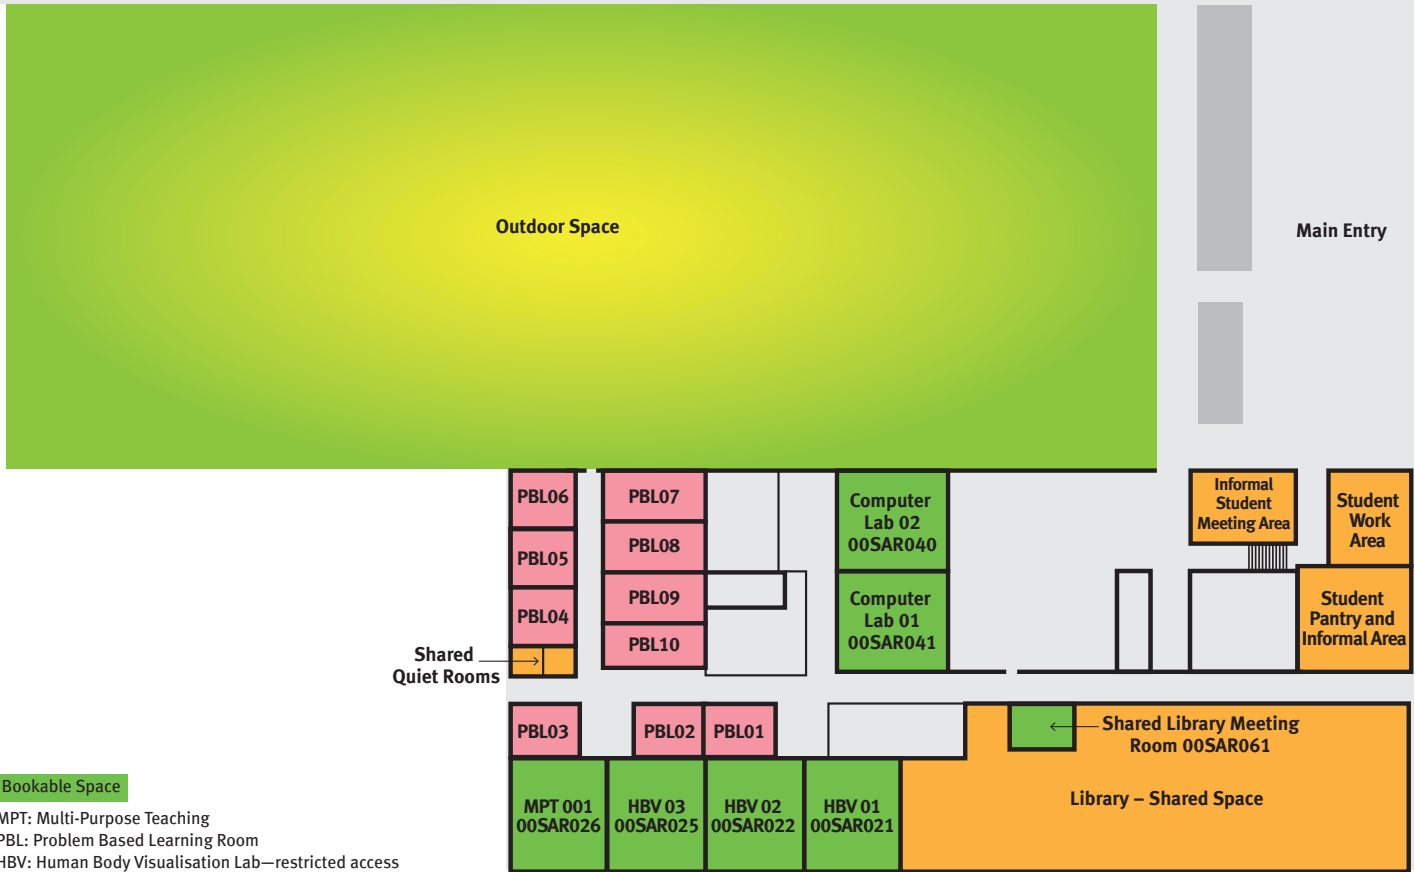 Outdoor Space
Main Entry
PBL06
PBL05
PBL04
PBL07
PBL08
PBL09
PBL10
Computer
Lab 02
00SAR040
Computer
Lab 01
00SAR041
Informal
Student
Meeting Area
Student
Work
Area
Student
Pantry and
Informal Area
Shared
Quiet Rooms
PBL03
PBL02
PBL01
Shared Library Meeting
Room 00SAR061
Library – Shared Space
MPT 001
00SAR026
HBV 03
00SAR025
HBV 02
00SAR022
HBV 01
00SAR021
Bookable Space
MPT: Multi-Purpose Teaching
PBL: Problem Based Learning Room
HBV: Human Body Visualisation Lab—restricted access